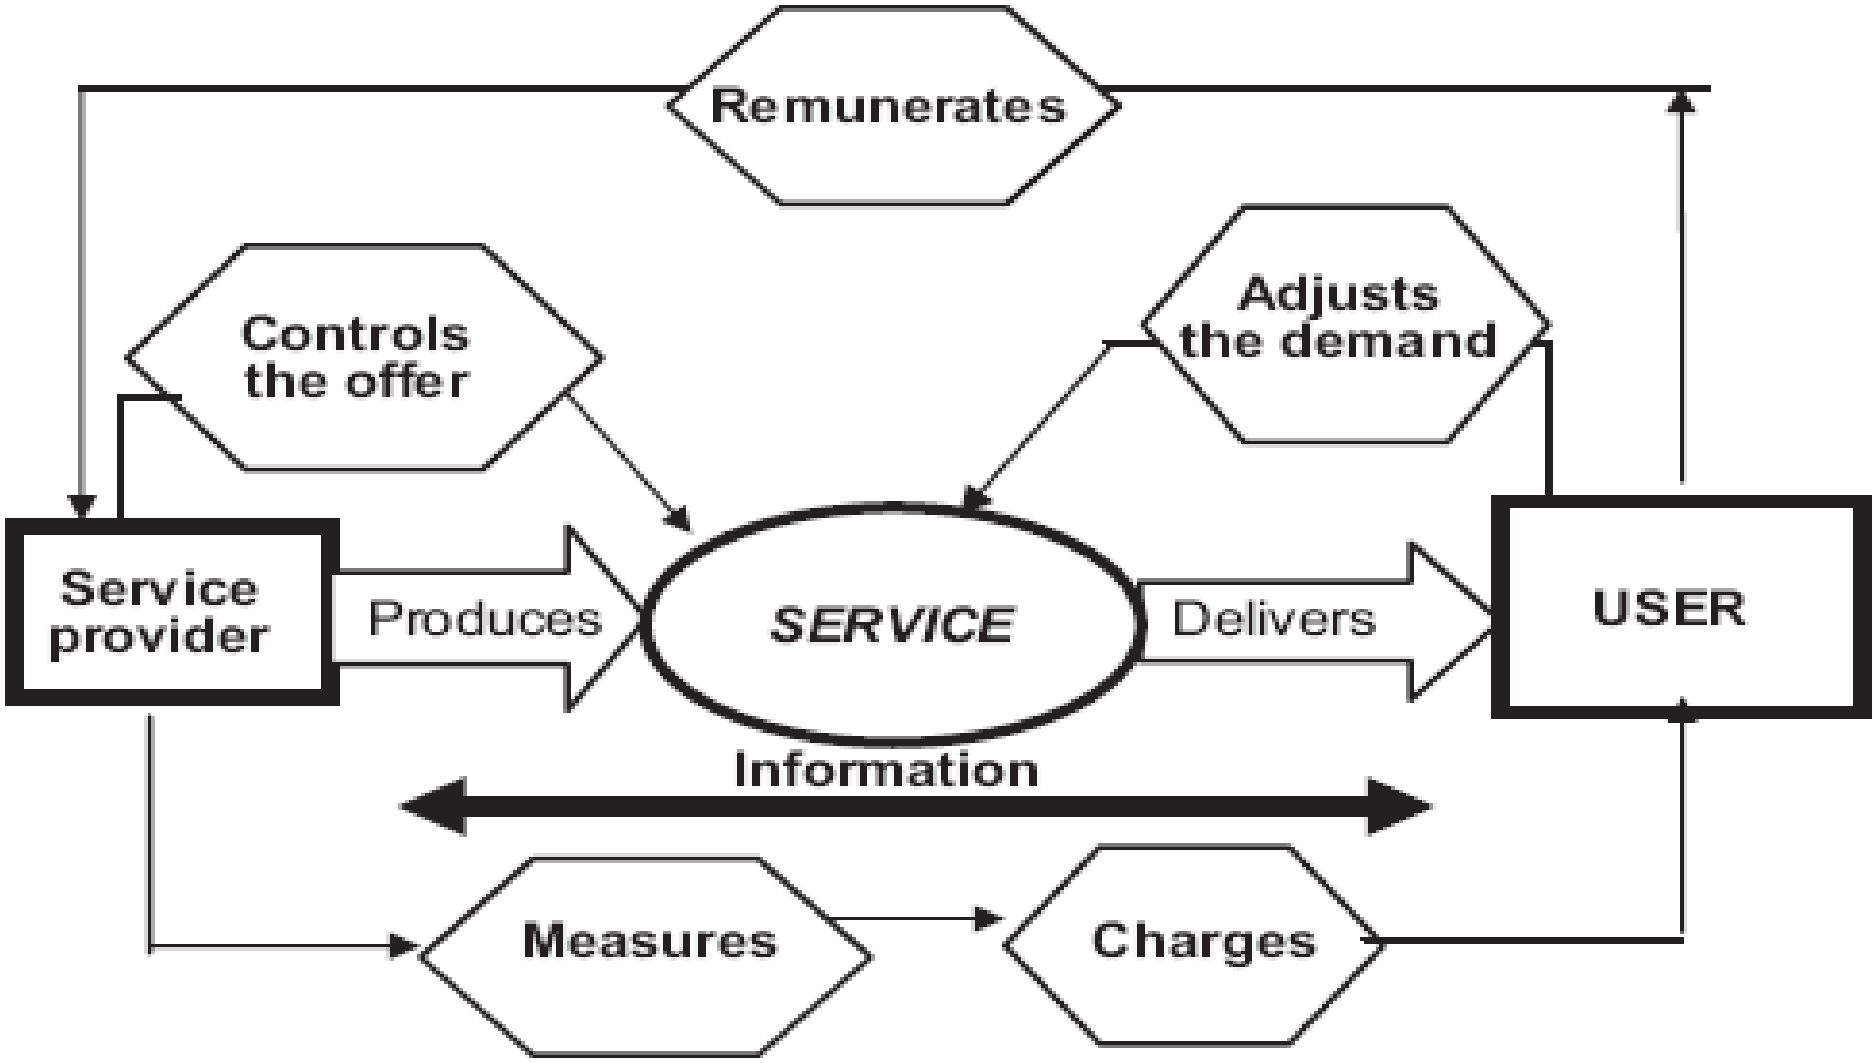 Remunerates
Controls
the offer
Adjusts
the demand
Service
provider
Produces
SERVICE
Delivers
USER
Information
Measures
Charges